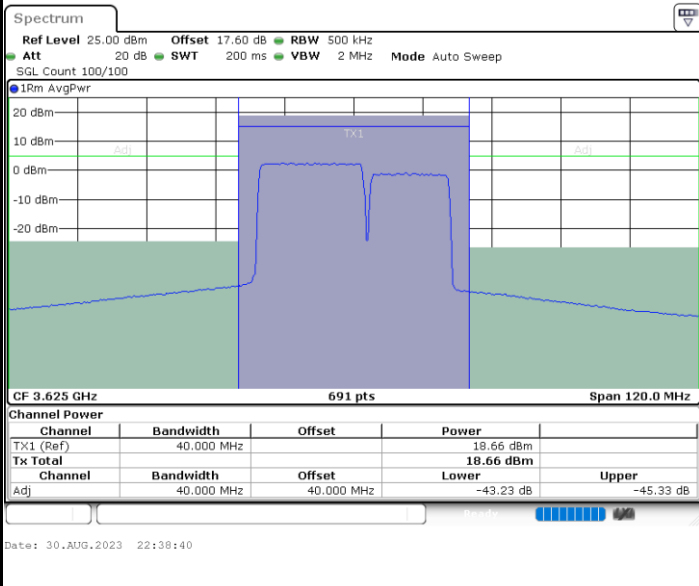 Spectrum
Ref Level 25.00 dBm Offset 17.60 dB RBW 500 kHz
Att 20 dB SWT 200 ms VBW 2 MHz Mode Auto Sweep
SGL Count 100/100
1Rm AvgPwr
20 dBm
TX1
10 dBm
Adj Adj
0 dBm
-10 dBm
-20 dBm
CF 3.625 GHz 691 pts Span 120.0 MHz
Channel Power
Channel Bandwidth Offset Power
TX1 (Ref) 40.000 MHz 18.66 dBm
Tx Total 18.66 dBm
Channel Bandwidth Offset Lower Upper
Adj 40.000 MHz 40.000 MHz -43.23 dB -45.33 dB
Ready
Date: 30.AUG.2023 22:38:40